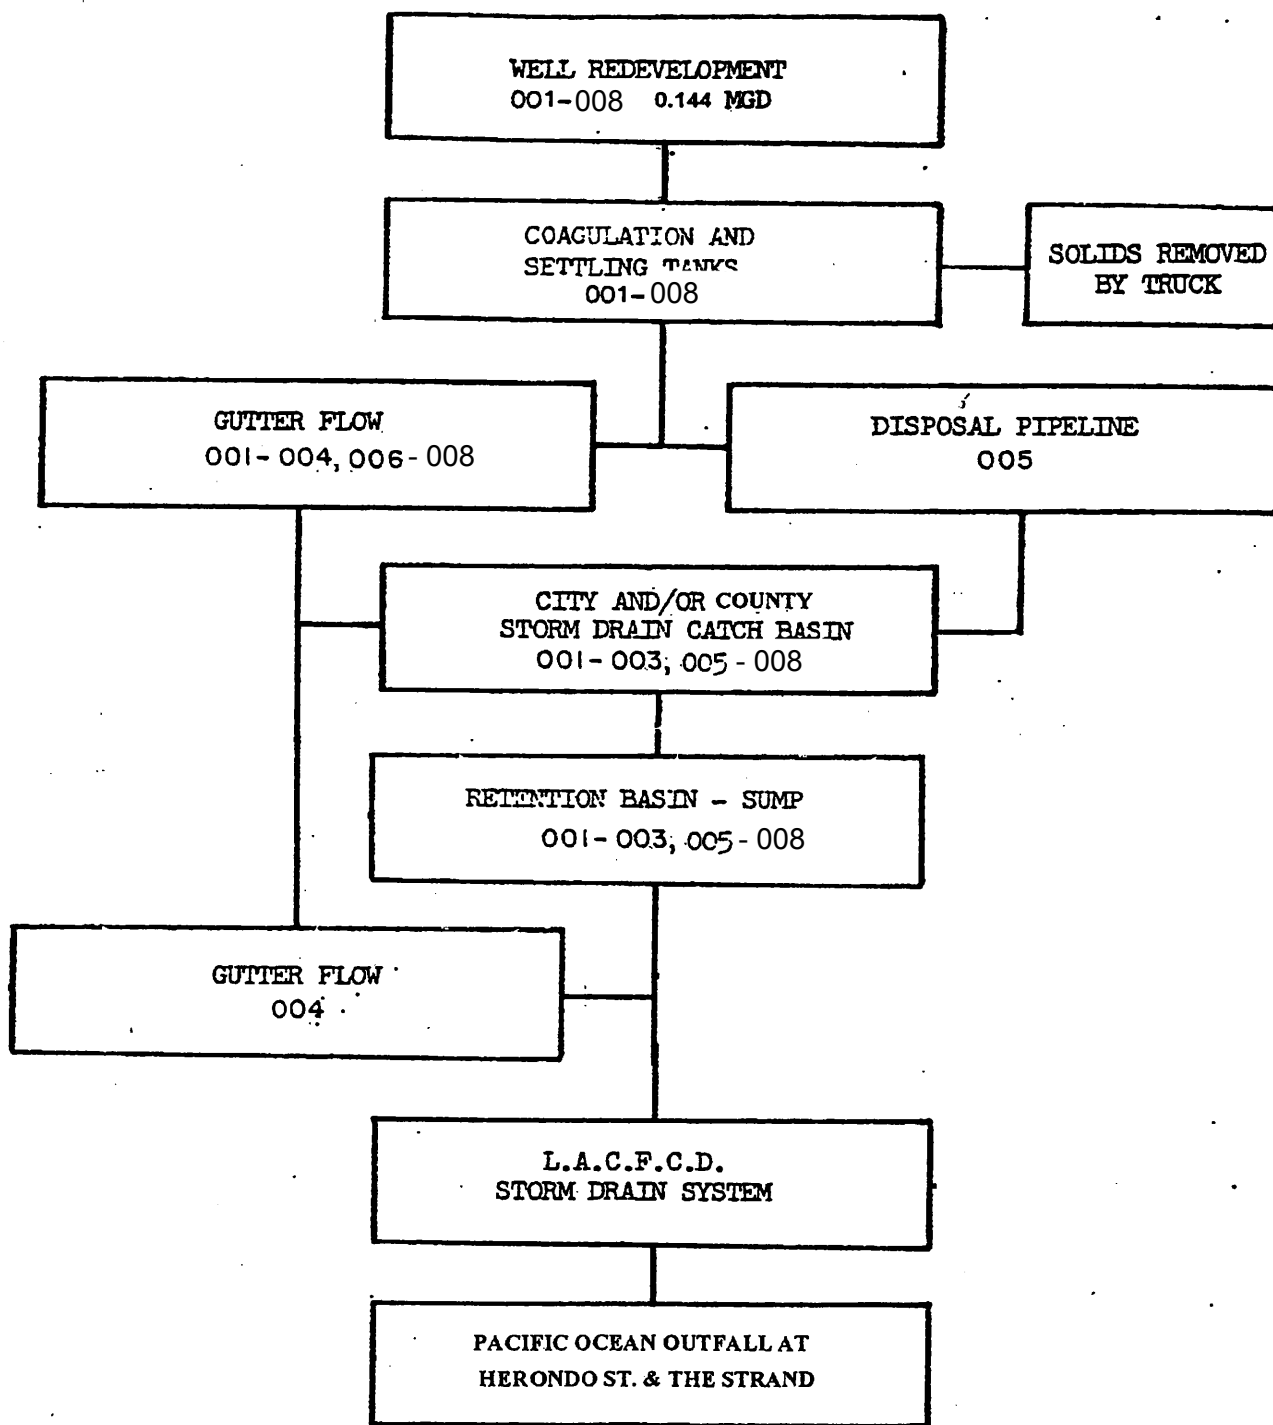 WELL REDEVELOPMENT
001-008 0.144 MGD
COAGULATION AND
SETTLING TANKS
001-008
SOLIDS REMOVED
BY TRUCK
GUTTER FLOW
001-004, 006-008
DISPOSAL PIPELINE
005
CITY AND/OR COUNTY
STORM DRAIN CATCH BASIN
001-003, 005-008
RETENTION BASIN - SUMP
001-003, 005-008
GUTTER FLOW
004
L.A.C.F.C.D.
STORM DRAIN SYSTEM
PACIFIC OCEAN OUTFALL AT
HERONDO ST. & THE STRAND